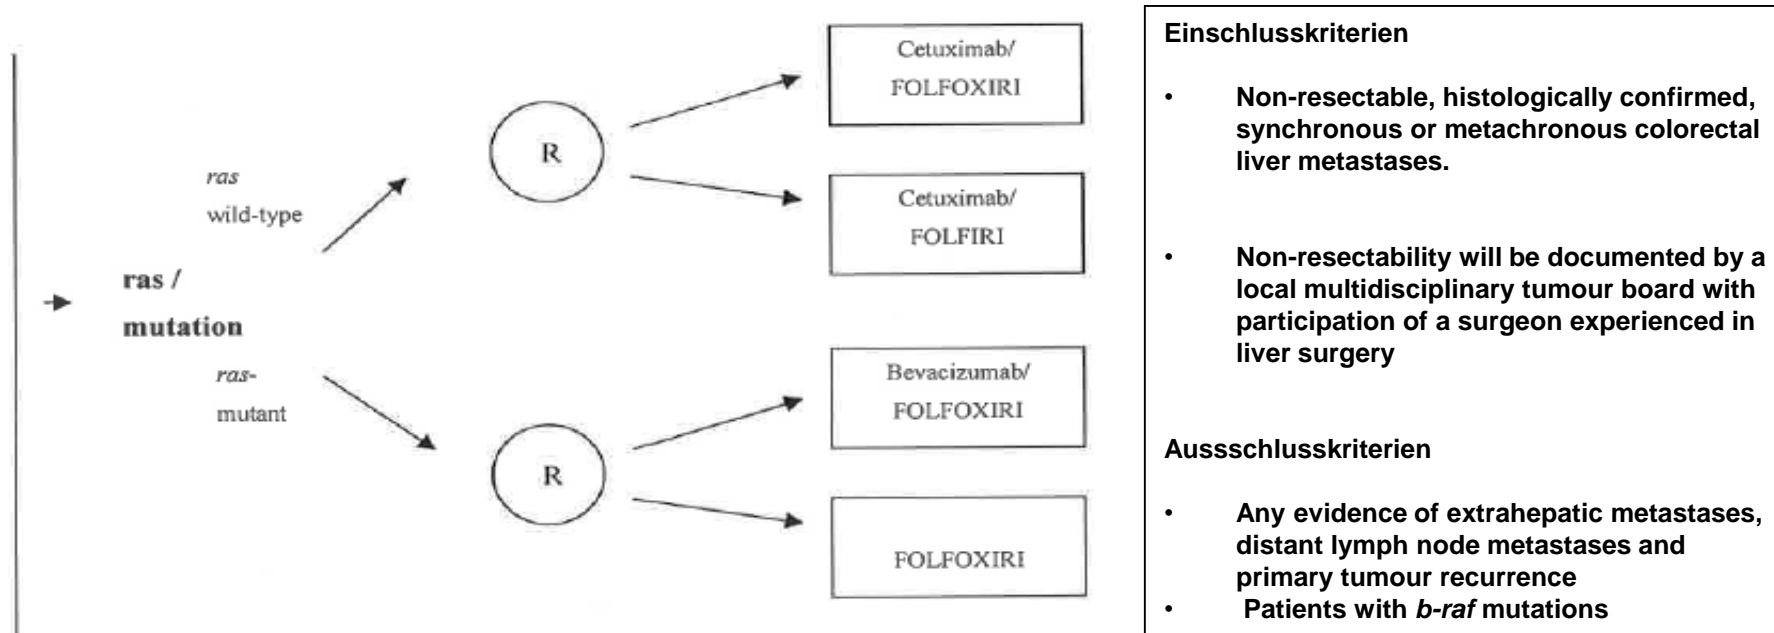 ras
wild-type
ras /
mutation
ras-
mutant
R
R
Cetuximab/
FOLFOXIRI
Cetuximab/
FOLFIRI
Bevacizumab/
FOLFOXIRI
FOLFOXIRI
Einschlusskriterien
• Non-resectable, histologically confirmed,
synchronous or metachronous colorectal
liver metastases.
• Non-resectability will be documented by a
local multidisciplinary tumour board with
participation of a surgeon experienced in
liver surgery
Aussschlusskriterien
• Any evidence of extrahepatic metastases,
distant lymph node metastases and
primary tumour recurrence
• Patients with b-raf mutations